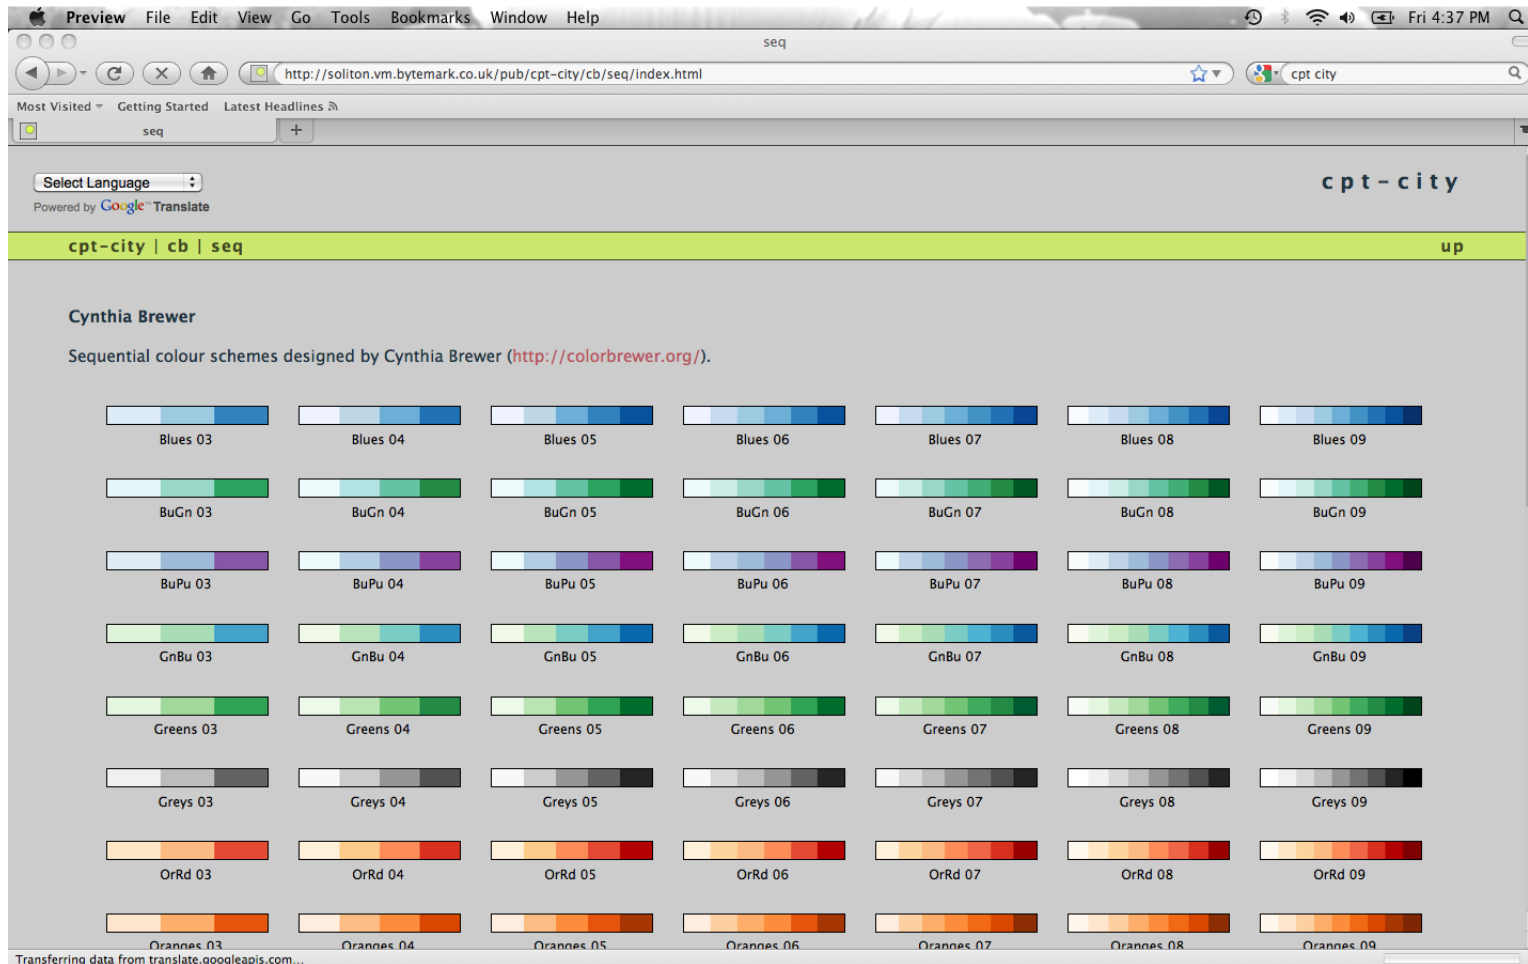 Preview File Edit View Go Tools Bookmarks Window Help Fri 4:37 PM
seq
http://soliton.vm.bytemark.co.uk/pub/cpt-city/cb/seq/index.html cpt city
Most Visited Getting Started Latest Headlines
seq +
Select Language cpt-city
Powered by Google™ Translate
cpt-city | cb | seq up
Cynthia Brewer
Sequential colour schemes designed by Cynthia Brewer (http://colorbrewer.org/).
Blues 03 Blues 04 Blues 05 Blues 06 Blues 07 Blues 08 Blues 09
BuGn 03 BuGn 04 BuGn 05 BuGn 06 BuGn 07 BuGn 08 BuGn 09
BuPu 03 BuPu 04 BuPu 05 BuPu 06 BuPu 07 BuPu 08 BuPu 09
GnBu 03 GnBu 04 GnBu 05 GnBu 06 GnBu 07 GnBu 08 GnBu 09
Greens 03 Greens 04 Greens 05 Greens 06 Greens 07 Greens 08 Greens 09
Greys 03 Greys 04 Greys 05 Greys 06 Greys 07 Greys 08 Greys 09
OrRd 03 OrRd 04 OrRd 05 OrRd 06 OrRd 07 OrRd 08 OrRd 09
Oranges 03 Oranges 04 Oranges 05 Oranges 06 Oranges 07 Oranges 08 Oranges 09
Transferring data from translate.googleapis.com...